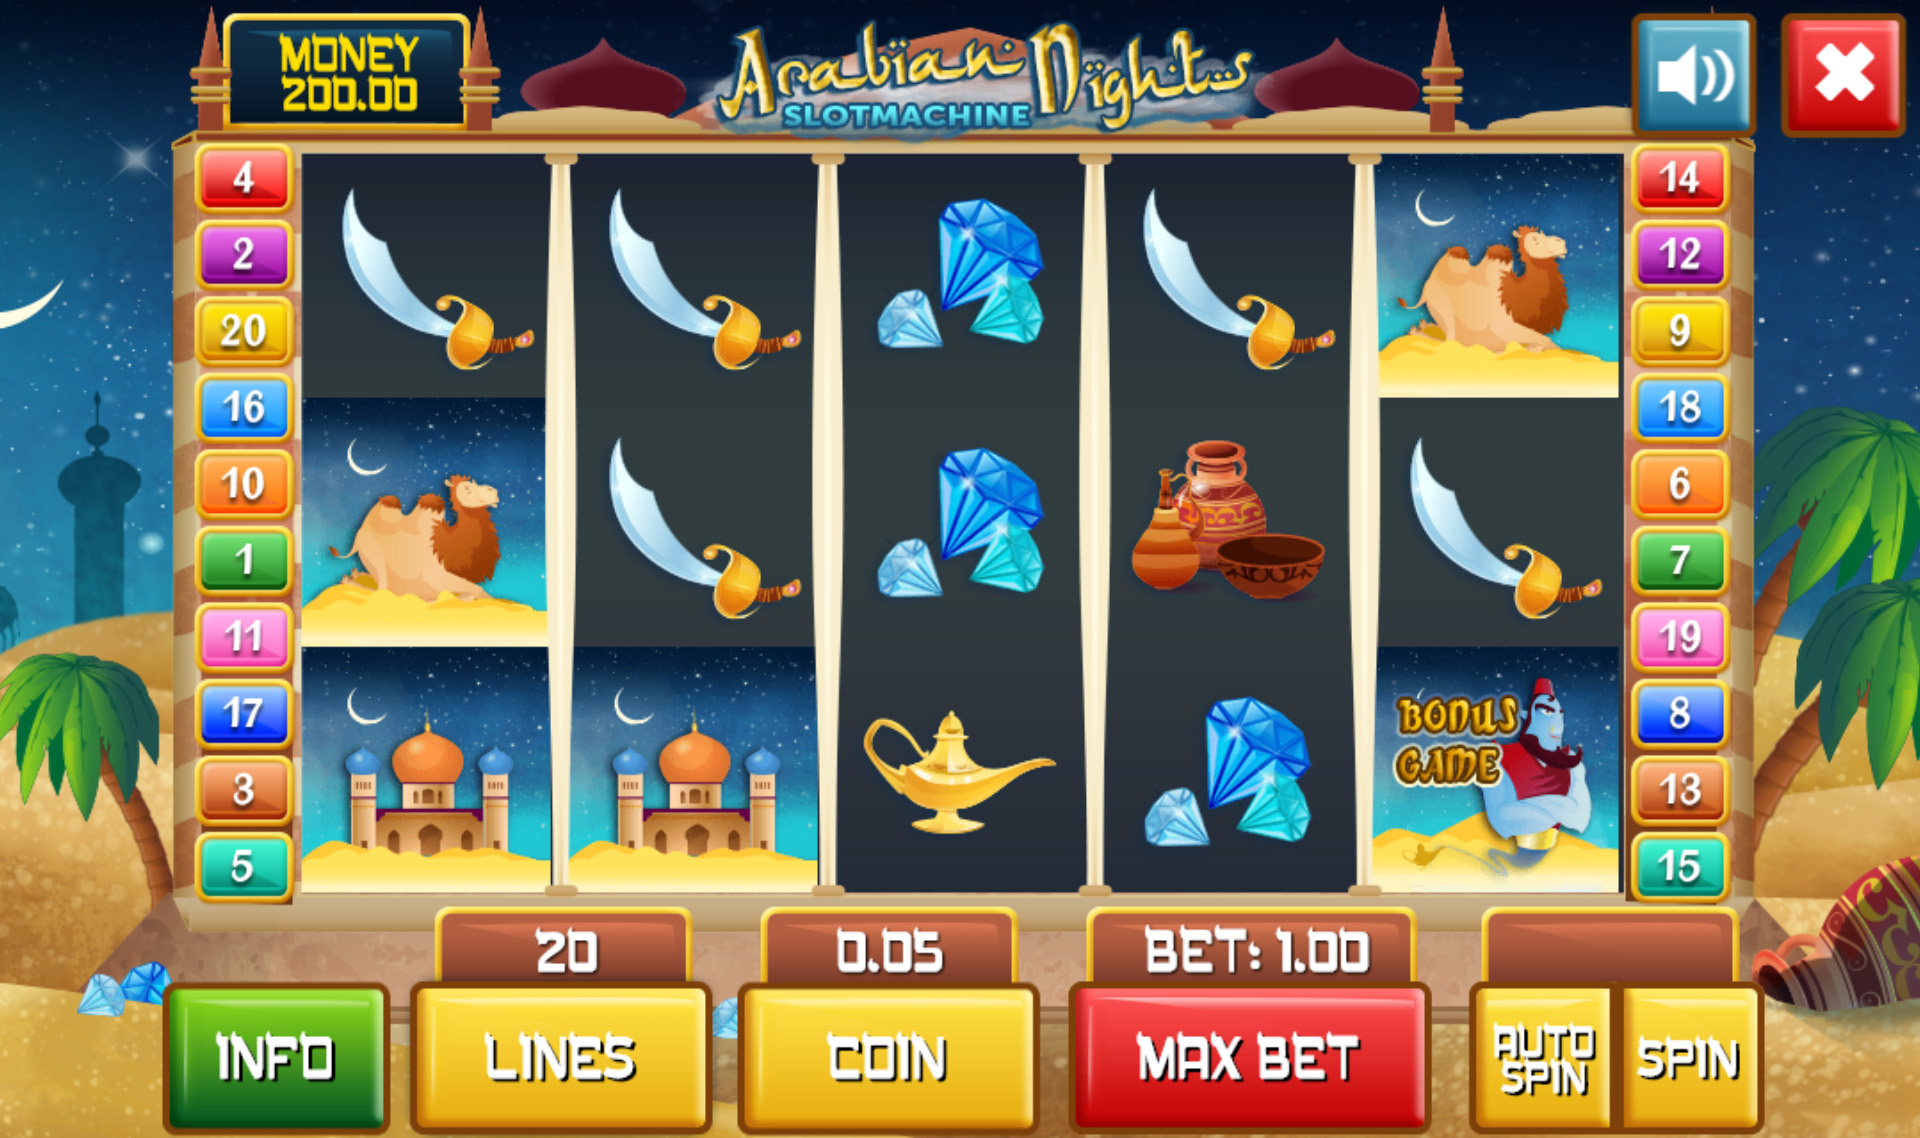 MONEY
200.00
Arabian Nights
SLOTMACHINE
4
2
20
16
10
1
11
17
3
5
14
12
9
18
6
7
19
8
13
15
BONUS
GAME
20
0.05
BET: 1.00
INFO
LINES
COIN
MAX BET
AUTO
SPIN
SPIN